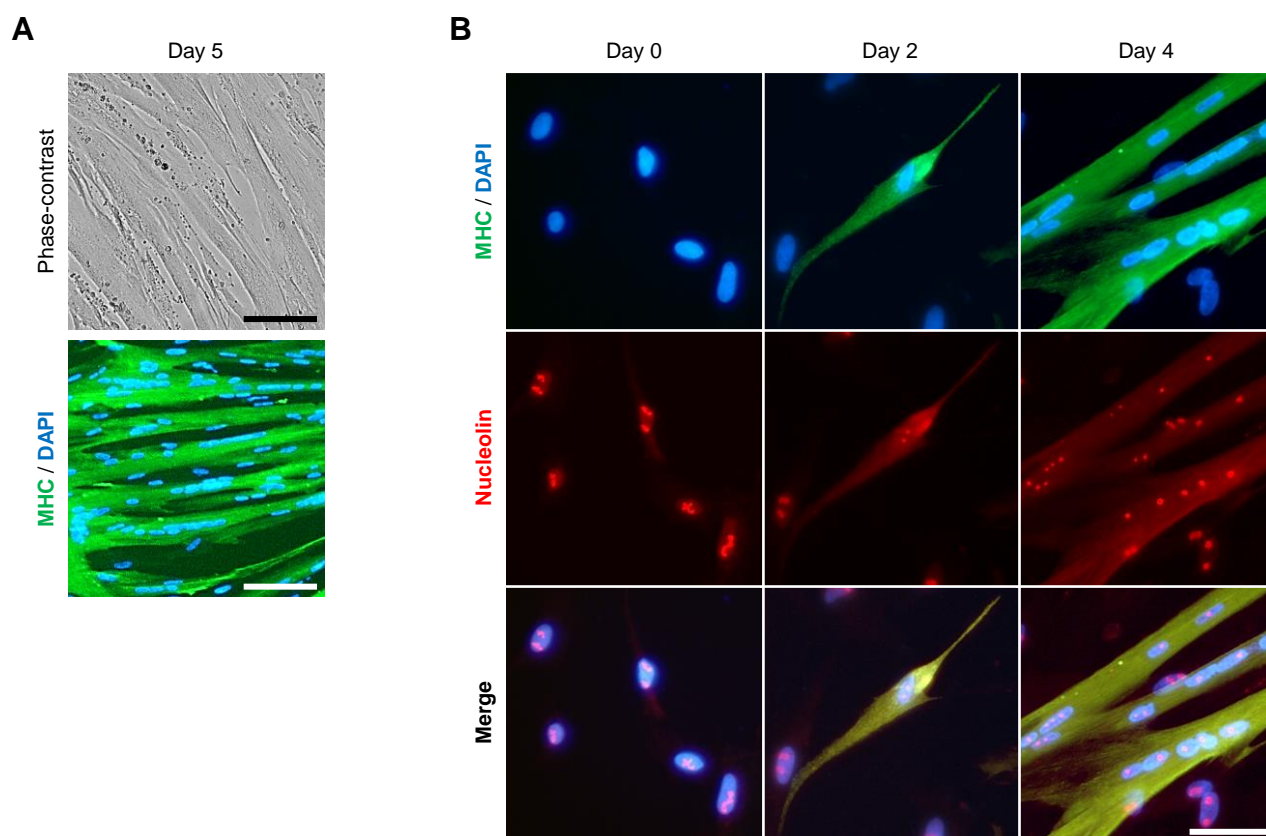 A
B
Day 5
Day 0
Day 2
Day 4
Phase-contrast
MHC / DAPI
MHC / DAPI
Nucleolin
Merge